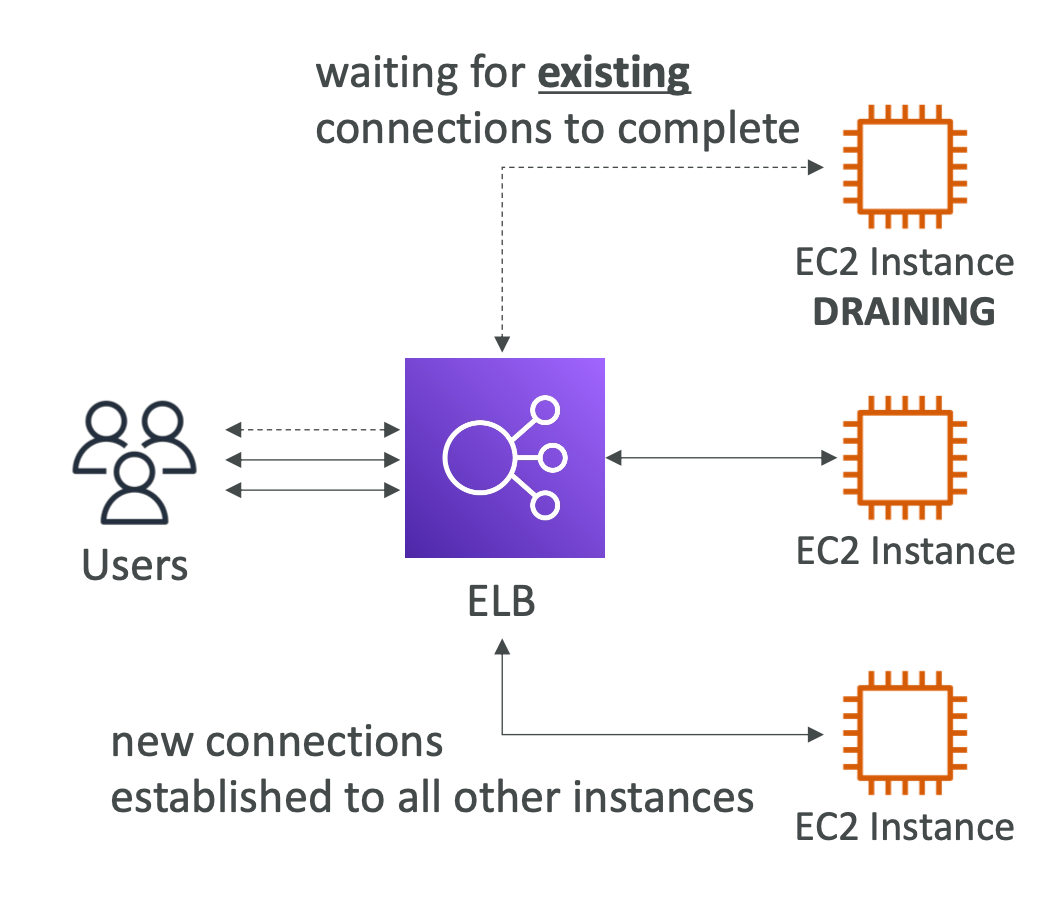 waiting for existing
connections to complete
EC2 Instance
DRAINING
Users
ELB
EC2 Instance
new connections
established to all other instances
EC2 Instance